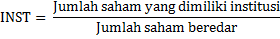 INST = Jumlah saham yang dimiliki institusi
Jumlah saham beredar